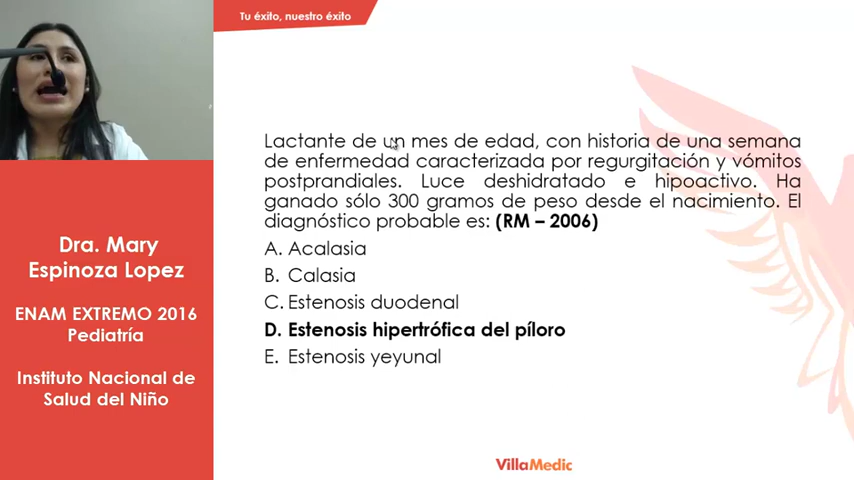 Tu éxito, nuestro éxito
Lactante de un mes de edad, con historia de una semana
de enfermedad caracterizada por regurgitación y vómitos
postprandiales. Luce deshidratado e hipoactivo. Ha
ganado sólo 300 gramos de peso desde el nacimiento. El
diagnóstico probable es: (RM – 2006)
A. Acalasia
B. Calasia
C. Estenosis duodenal
D. Estenosis hipertrófica del píloro
E. Estenosis yeyunal
Dra. Mary
Espinoza Lopez
ENAM EXTREMO 2016
Pediatría
Instituto Nacional de
Salud del Niño
VillaMedic